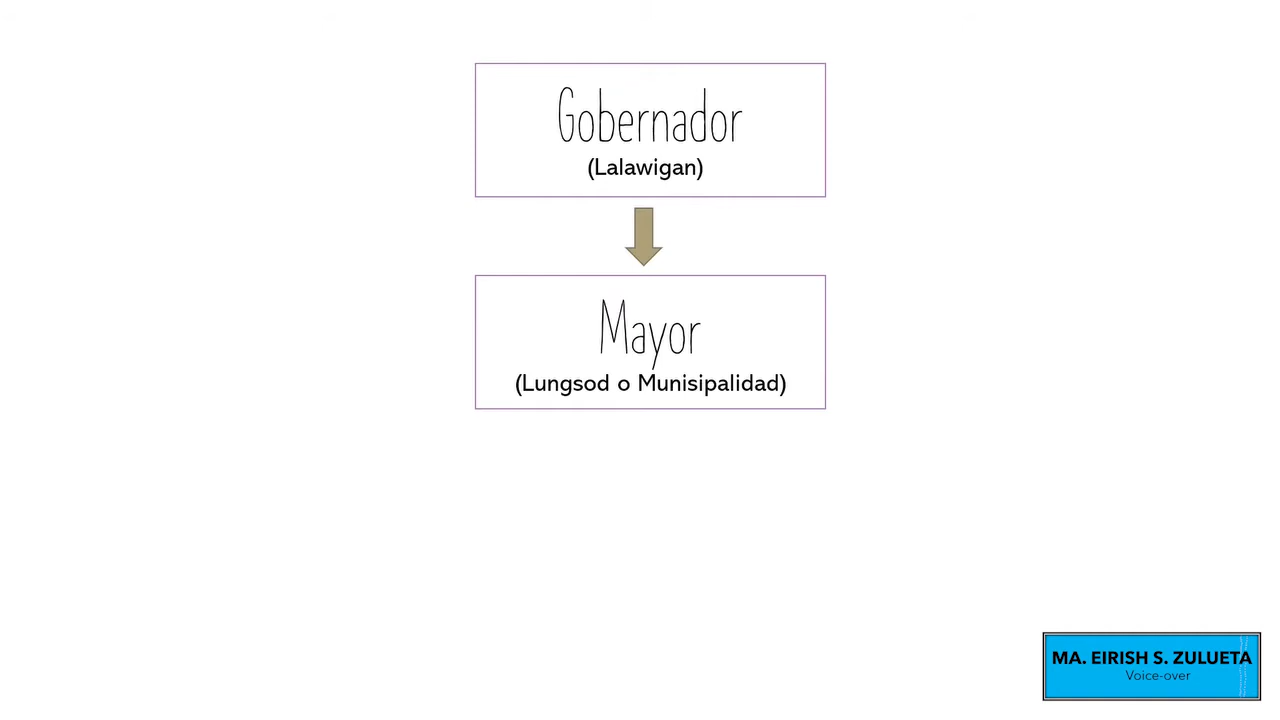 Gobernador
(Lalawigan)
Mayor
(Lungsod o Munisipalidad)
MA. EIRISH S. ZULUETA
Voice-over